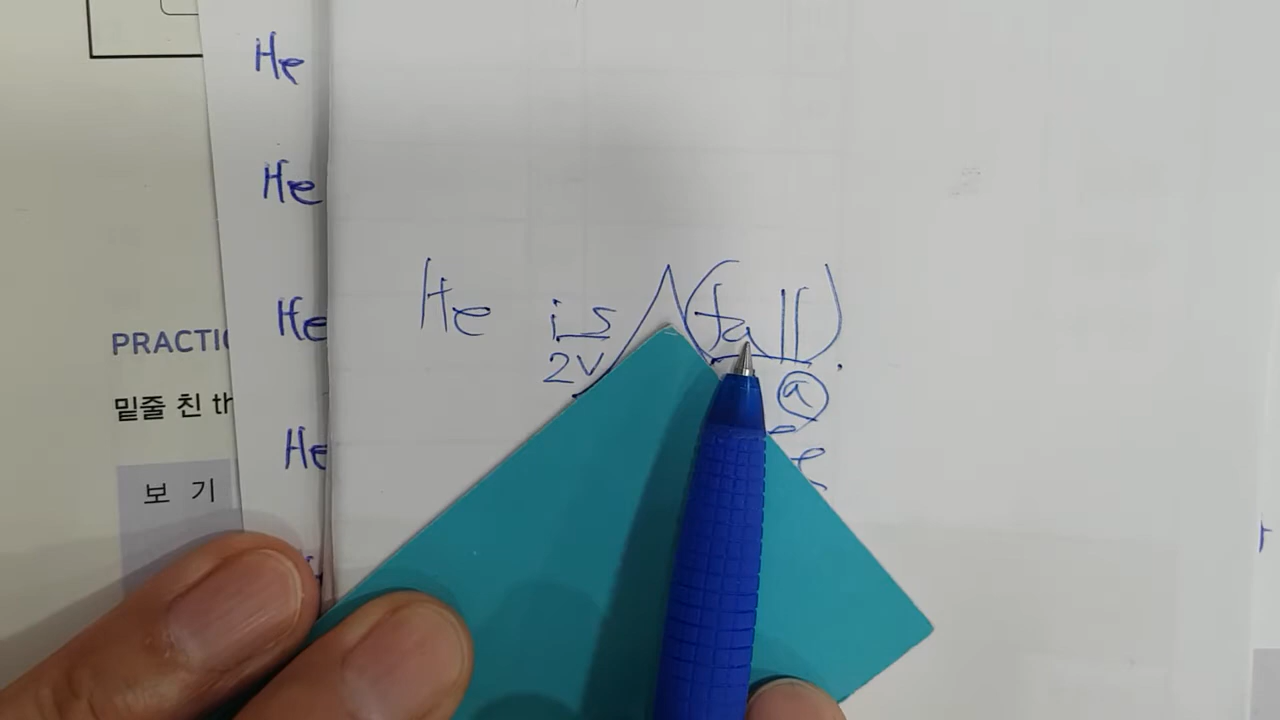 He
He
He is (tall).
He
2V
ⓐ
PRACTIC
밑줄 친 th
He
보 기